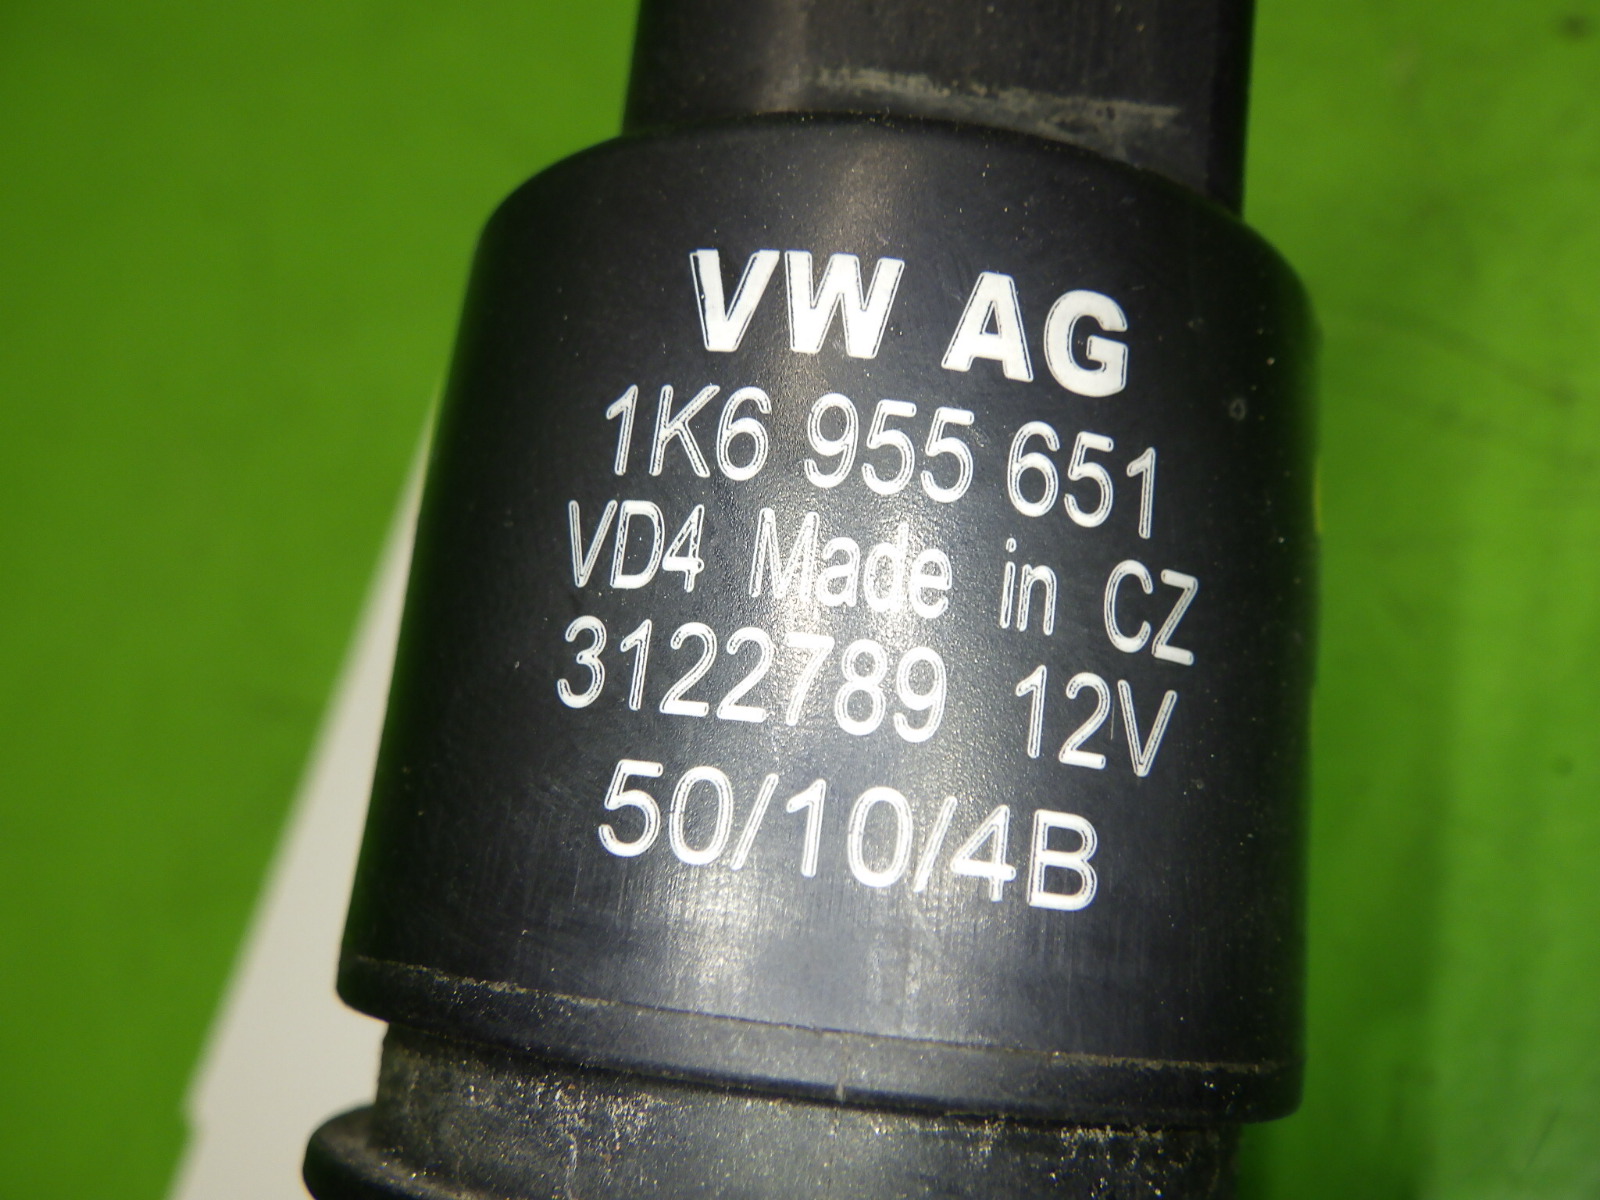 VW AG
1K6 955 651
VD4 Made in CZ
3122789 12V
50/10/4B